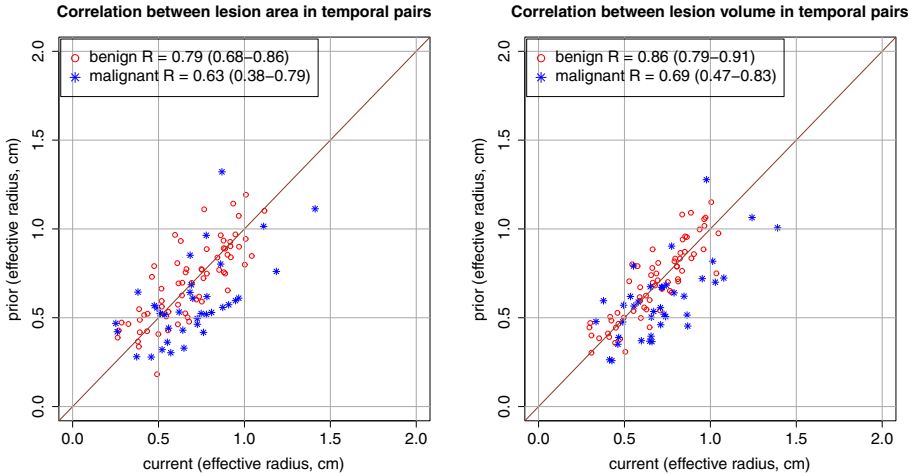 Correlation between lesion area in temporal pairs
2.0
1.5
1.0
0.5
0.0
prior (effective radius, cm)
benign R = 0.79 (0.68−0.86)
malignant R = 0.63 (0.38−0.79)
0.0 0.5 1.0 1.5 2.0
current (effective radius, cm)
Correlation between lesion volume in temporal pairs
2.0
1.5
1.0
0.5
0.0
prior (effective radius, cm)
benign R = 0.86 (0.79−0.91)
malignant R = 0.69 (0.47−0.83)
0.0 0.5 1.0 1.5 2.0
current (effective radius, cm)